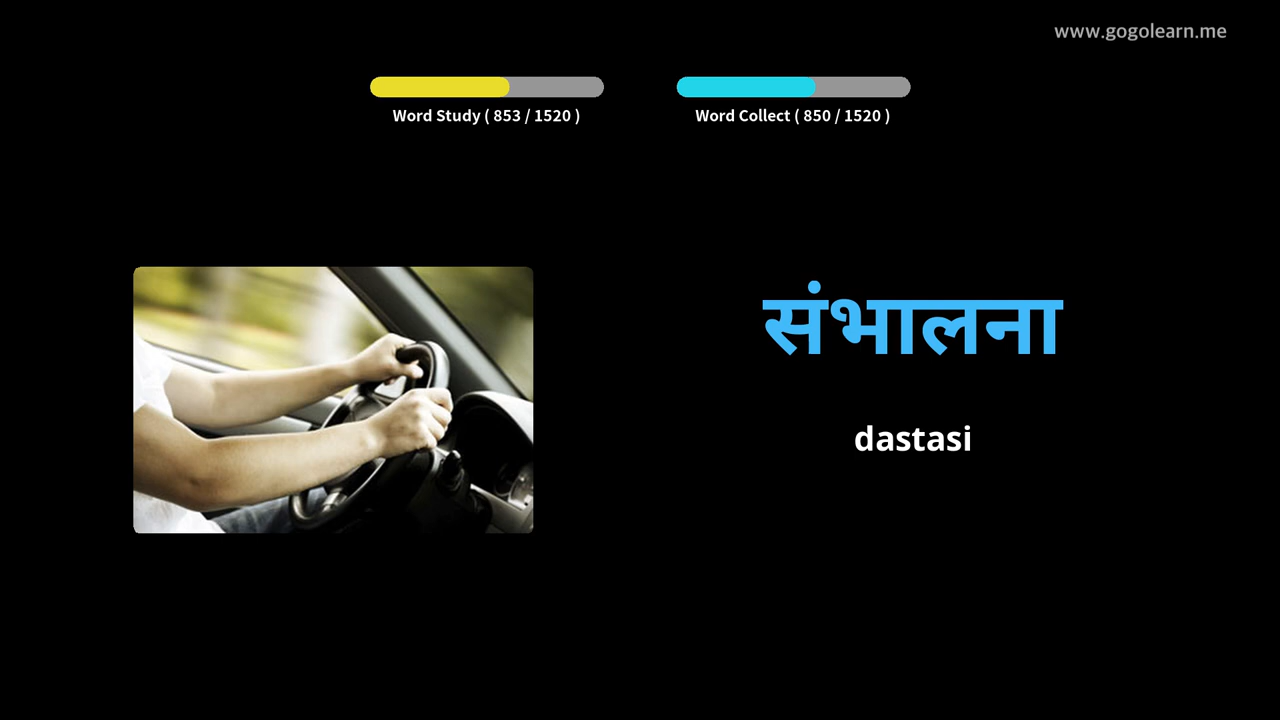 www.gogolearn.me
Word Study ( 853 / 1520 )
Word Collect ( 850 / 1520 )
संभालना
dastasi